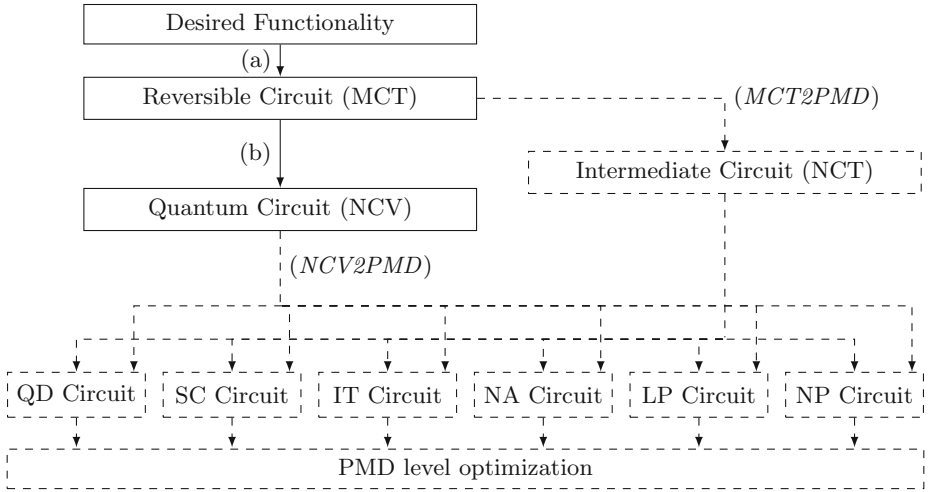 Desired Functionality
(a)
Reversible Circuit (MCT)
(MCT2PMD)
(b)
Intermediate Circuit (NCT)
Quantum Circuit (NCV)
(NCV2PMD)
QD Circuit
SC Circuit
IT Circuit
NA Circuit
LP Circuit
NP Circuit
PMD level optimization